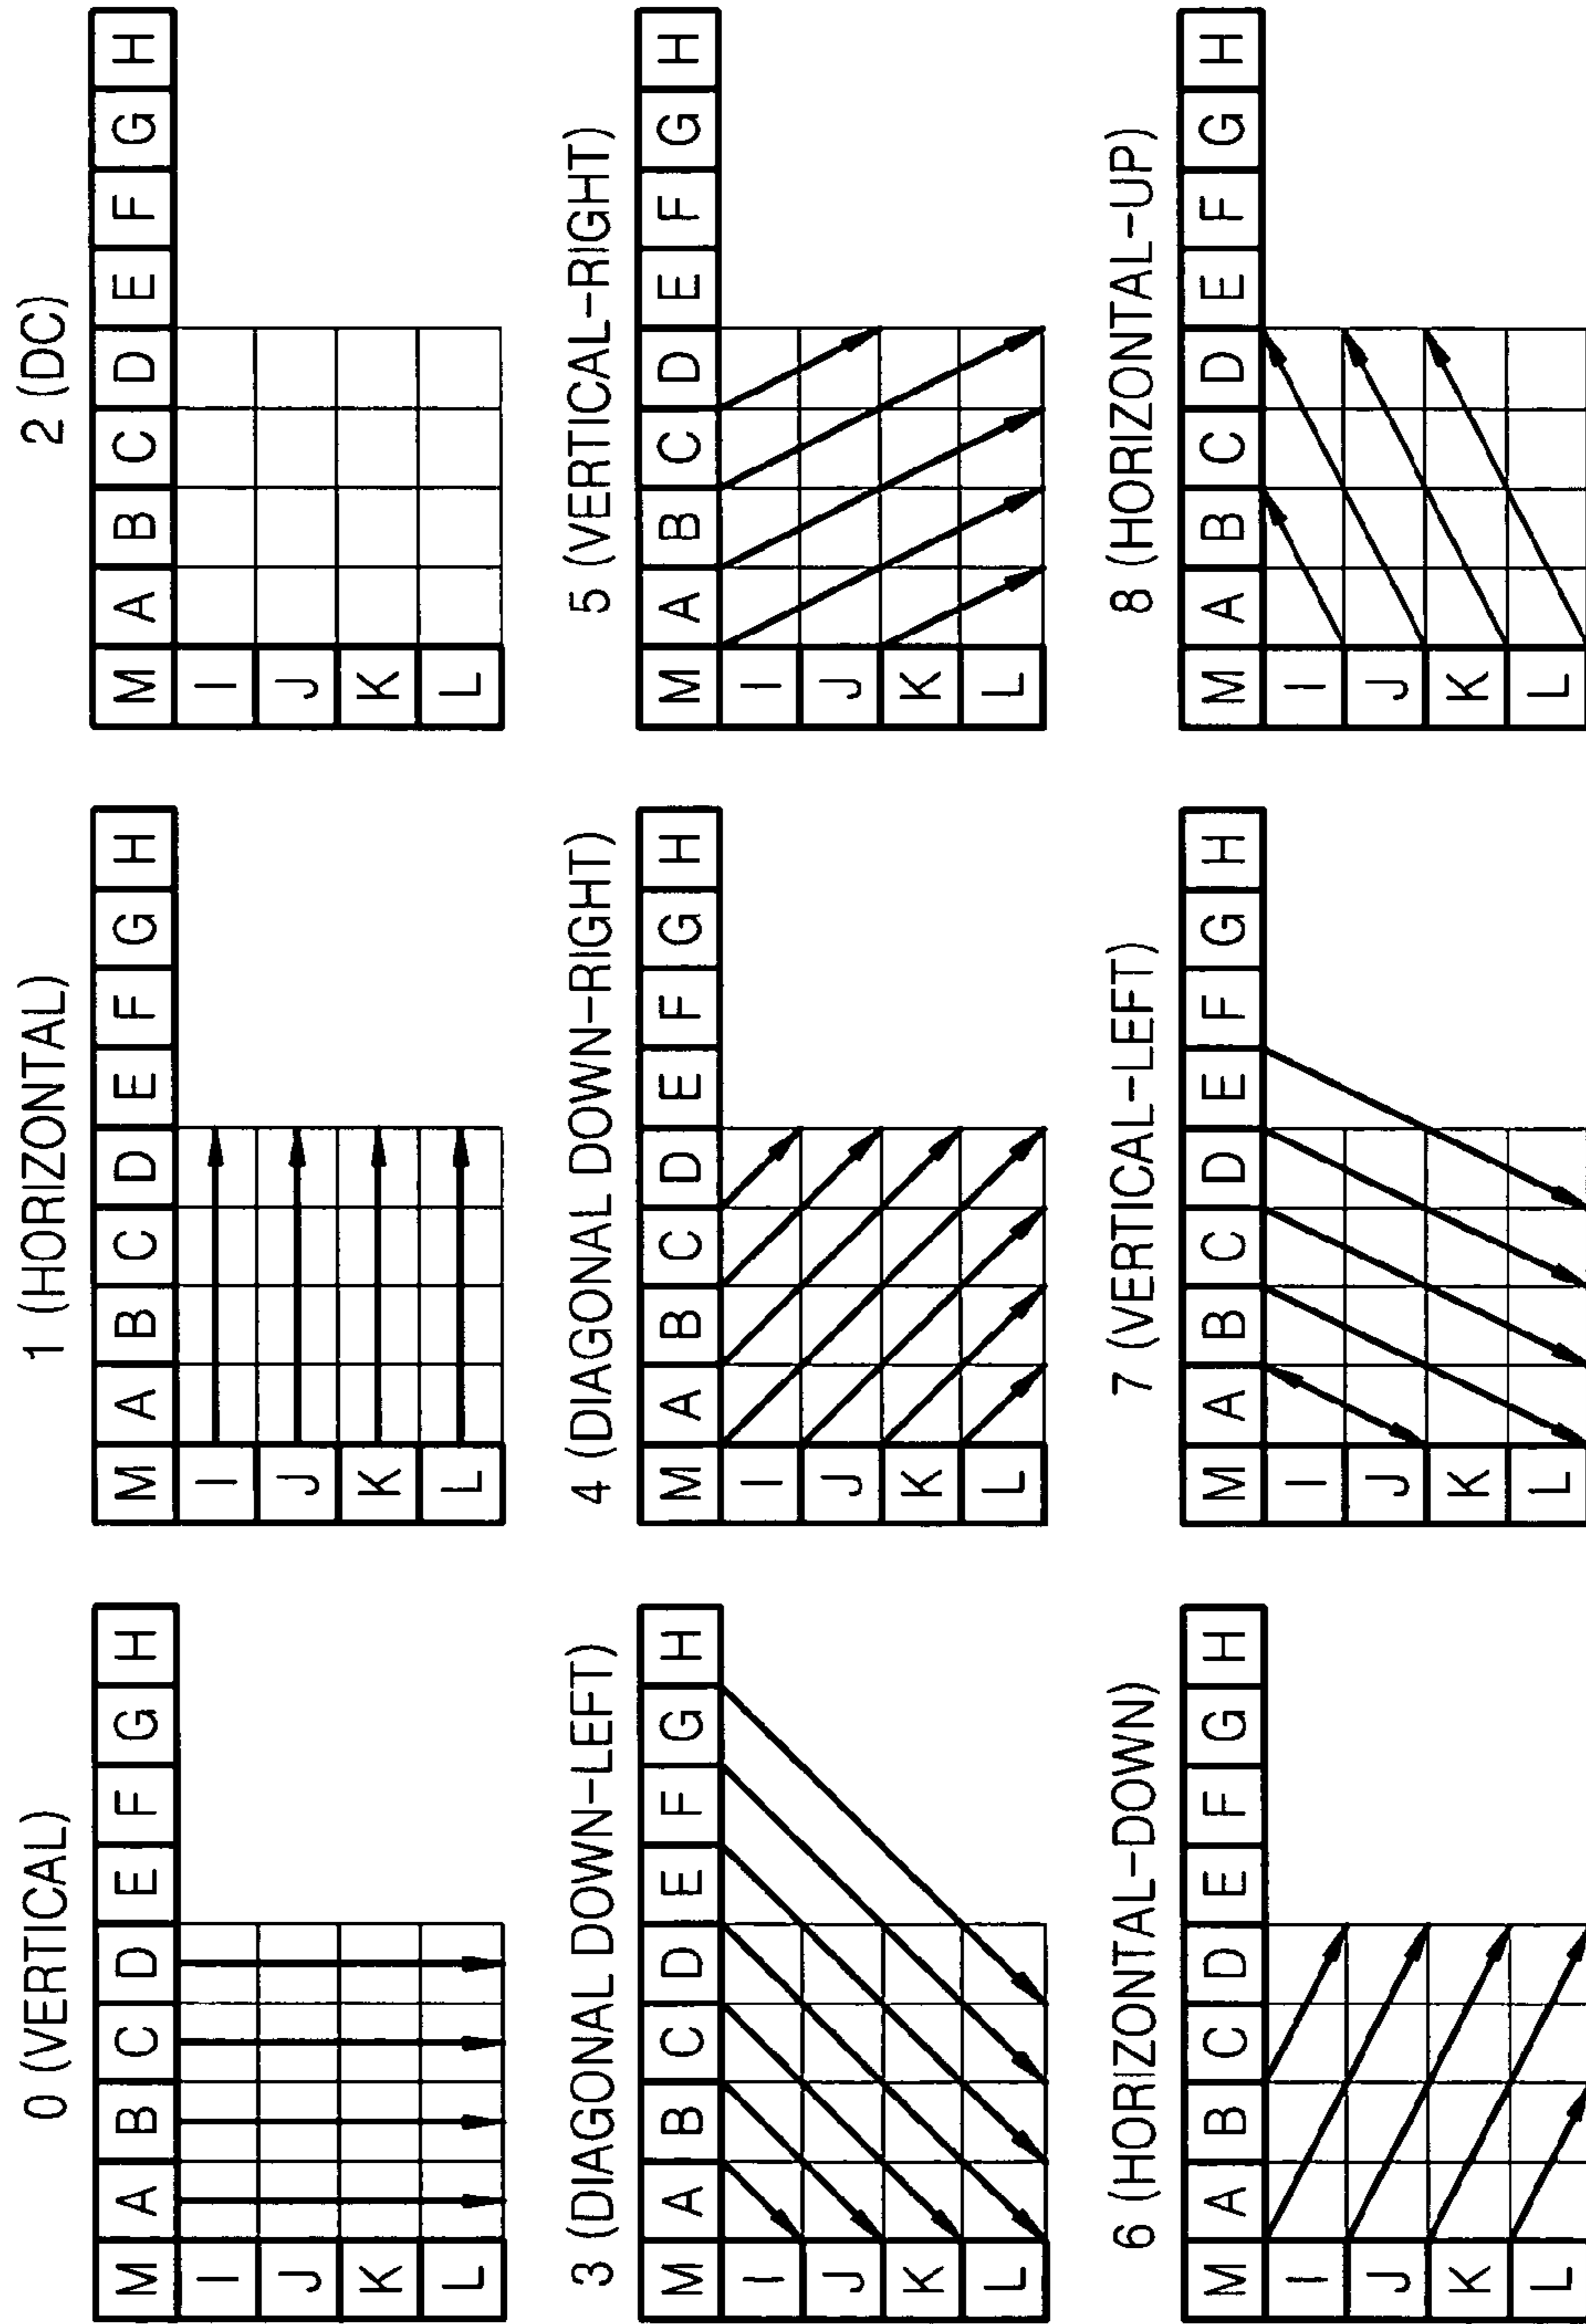 0 (VERTICAL)
M A B C D E F G H
I
J
K
L
1 (HORIZONTAL)
M A B C D E F G H
I
J
K
L
2 (DC)
M A B C D E F G H
I
J
K
L
3 (DIAGONAL DOWN-LEFT)
M A B C D E F G H
I
J
K
L
4 (DIAGONAL DOWN-RIGHT)
M A B C D E F G H
I
J
K
L
5 (VERTICAL-RIGHT)
M A B C D E F G H
I
J
K
L
6 (HORIZONTAL-DOWN)
M A B C D E F G H
I
J
K
L
7 (VERTICAL-LEFT)
M A B C D E F G H
I
J
K
L
8 (HORIZONTAL-UP)
M A B C D E F G H
I
J
K
L